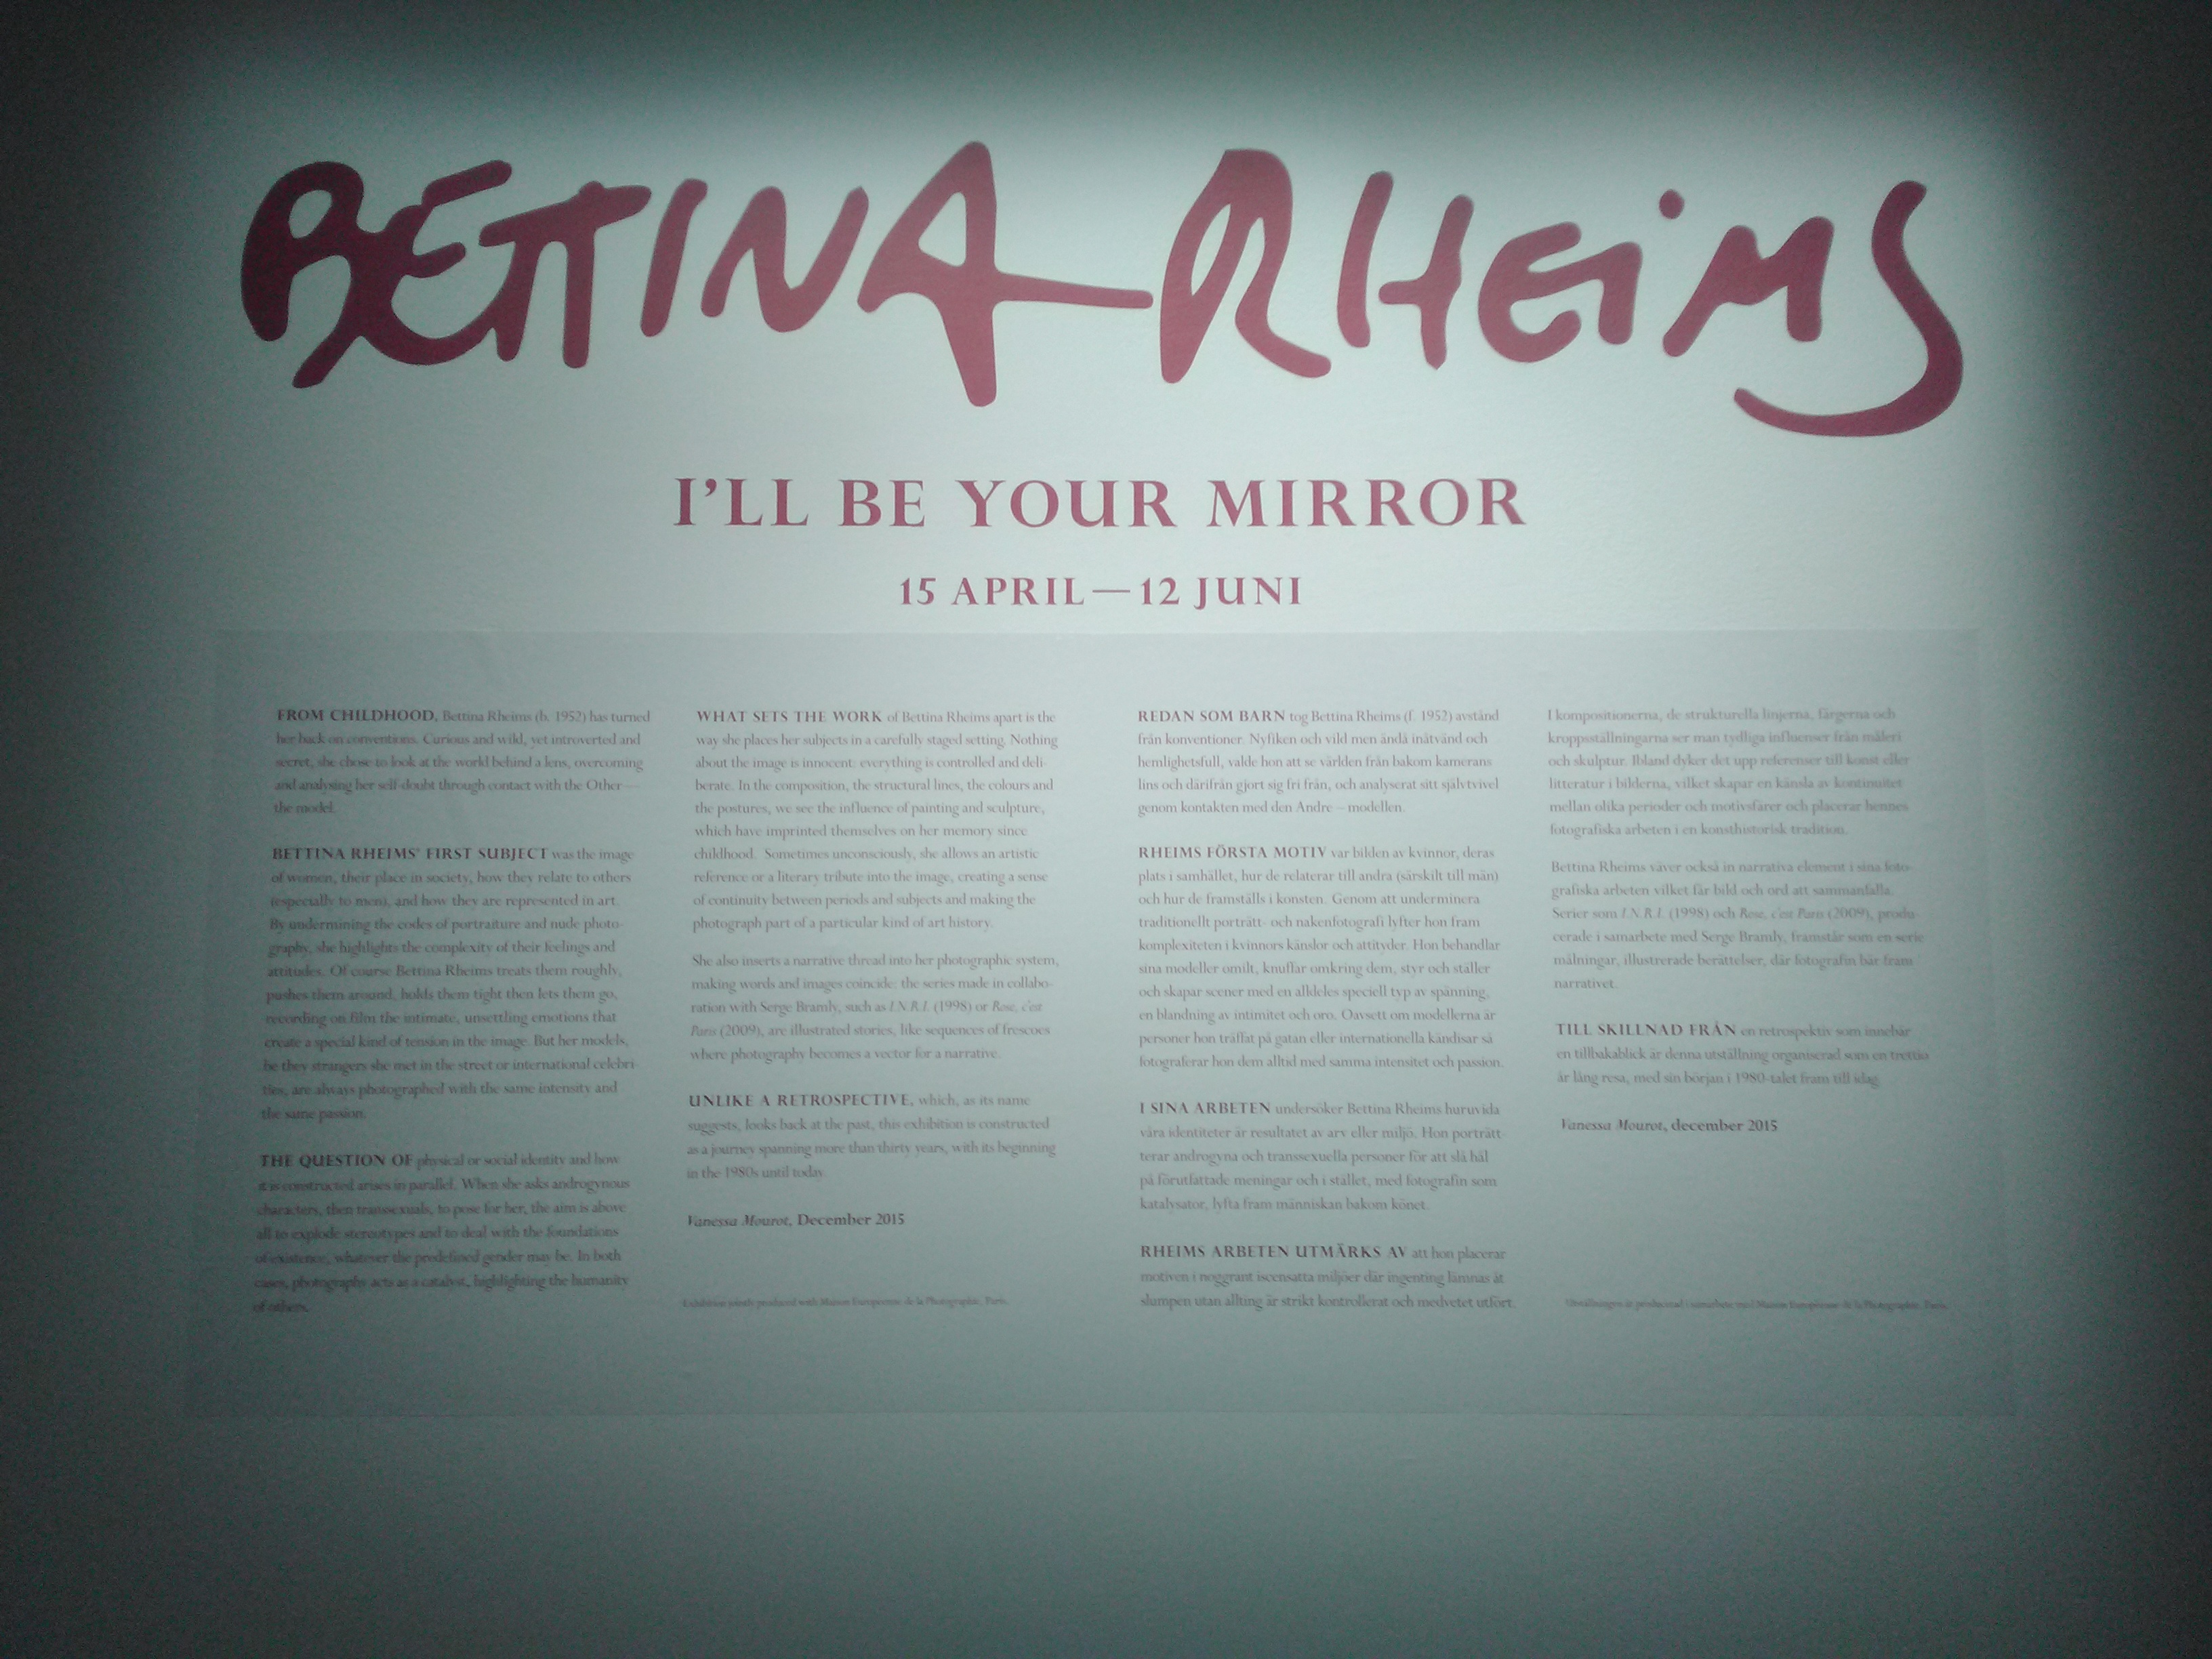 BETTINA RHEIMS
I'LL BE YOUR MIRROR
15 APRIL—12 JUNI
FROM CHILDHOOD, Bettina Rheims (b. 1952) has turned
her back on conventions. Curious and wild, yet introverted and
secret, she chose to look at the world behind a lens, overcoming
and analysing her self-doubt through contact with the Other—
the model.
BETTINA RHEIMS' FIRST SUBJECT was the image
of women, their place in society, how they relate to others
(especially to men), and how they are represented in art.
By undermining the codes of portraiture and nude photo-
graphy, she highlights the complexity of their feelings and
attitudes. Of course Bettina Rheims treats them roughly,
pushes them around, holds them tight then lets them go,
recording on film the intimate, unsettling emotions that
create a special kind of tension in the image. But her models,
be they strangers she met in the street or international celebri-
ties, are always photographed with the same intensity and
the same passion.
THE QUESTION OF physical or social identity and how
it is constructed arises in parallel. When she asks androgynous
characters, then transsexuals, to pose for her, the aim is above
all to explode stereotypes and to deal with the foundations
of existence, whatever the predefined gender may be. In both
cases, photography acts as a catalyst, highlighting the humanity
of others.
WHAT SETS THE WORK of Bettina Rheims apart is the
way she places her subjects in a carefully staged setting. Nothing
about the image is innocent: everything is controlled and deli-
berate. In the composition, the structural lines, the colours and
the postures, we see the influence of painting and sculpture,
which have imprinted themselves on her memory since
childhood. Sometimes unconsciously, she allows an artistic
reference or a literary tribute into the image, creating a sense
of continuity between periods and subjects and making the
photograph part of a particular kind of art history.
She also inserts a narrative thread into her photographic system,
making words and images coincide: the series made in collabo-
ration with Serge Bramly, such as I.N.R.I. (1998) or Rose, c'est
Paris (2009), are illustrated stories, like sequences of frescoes
where photography becomes a vector for a narrative.
UNLIKE A RETROSPECTIVE, which, as its name
suggests, looks back at the past, this exhibition is constructed
as a journey spanning more than thirty years, with its beginning
in the 1980s until today.
Vanessa Mourot, December 2015
Exhibition jointly produced with Maison Européenne de la Photographie, Paris.
REDAN SOM BARN tog Bettina Rheims (f. 1952) avstånd
från konventioner. Nyfiken och vild men ändå inåtvänd och
hemlighetsfull, valde hon att se världen från bakom kamerans
lins och därifrån gjort sig fri från, och analyserat sitt självtvivel
genom kontakten med den Andre – modellen.
RHEIMS FÖRSTA MOTIV var bilden av kvinnor, deras
plats i samhället, hur de relaterar till andra (särskilt till män)
och hur de framställs i konsten. Genom att underminera
traditionellt porträtt- och nakenfotografi lyfter hon fram
komplexiteten i kvinnors känslor och attityder. Hon behandlar
sina modeller omilt, knuffar omkring dem, styr och ställer
och skapar scener med en alldeles speciell typ av spänning,
en blandning av intimitet och oro. Oavsett om modellerna är
personer hon träffat på gatan eller internationella kändisar så
fotograferar hon dem alltid med samma intensitet och passion.
I SINA ARBETEN undersöker Bettina Rheims huruvida
våra identiteter är resultatet av arv eller miljö. Hon porträtt-
terar androgyna och transsexuella personer för att slå hål
på förutfattade meningar och i stället, med fotografin som
katalysator, lyfta fram människan bakom könet.
RHEIMS ARBETEN UTMÄRKS AV att hon placerar
motiven i noggrant iscensatta miljöer där ingenting lämnas åt
slumpen utan allting är strikt kontrollerat och medvetet utfört.
I kompositionerna, de strukturella linjerna, färgerna och
kroppsställningarna ser man tydliga influenser från måleri
och skulptur. Ibland dyker det upp referenser till konst eller
litteratur i bilderna, vilket skapar en känsla av kontinuitet
mellan olika perioder och motivsfärer och placerar hennes
fotografiska arbeten i en konsthistorisk tradition.
Bettina Rheims väver också in narrativa element i sina foto-
grafiska arbeten vilket får bild och ord att sammanfalla.
Serier som I.N.R.I. (1998) och Rose, c'est Paris (2009), produ-
cerade i samarbete med Serge Bramly, framstår som en serie
målningar, illustrerade berättelser, där fotografin bär fram
narrativet.
TILL SKILLNAD FRÅN en retrospektiv som innebär
en tillbakablick är denna utställning organiserad som en trettio
år lång resa, med sin början i 1980-talet fram till idag.
Vanessa Mourot, december 2015
Utställningen är producerad i samarbete med Maison Européenne de la Photographie, Paris.